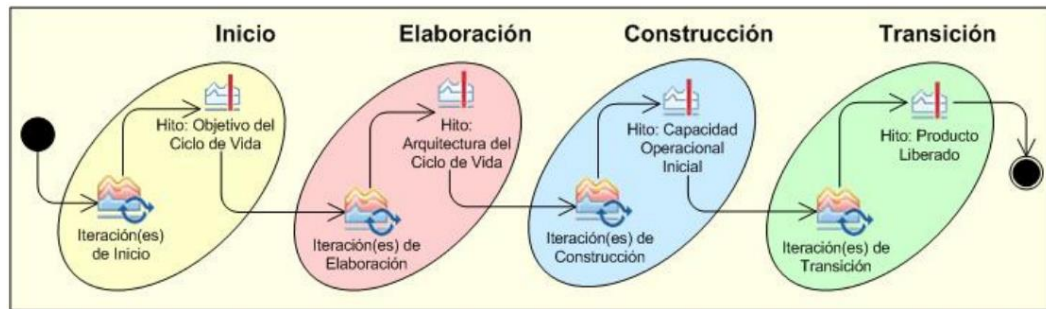 Inicio
Elaboración
Construcción
Transición
Hito: Objetivo del
Ciclo de Vida
Iteración(es)
de Inicio
Hito:
Arquitectura del
Ciclo de Vida
Iteración(es) de
Elaboración
Hito: Capacidad
Operacional
Inicial
Iteración(es) de
Construcción
Hito: Producto
Liberado
Iteración(es) de
Transición